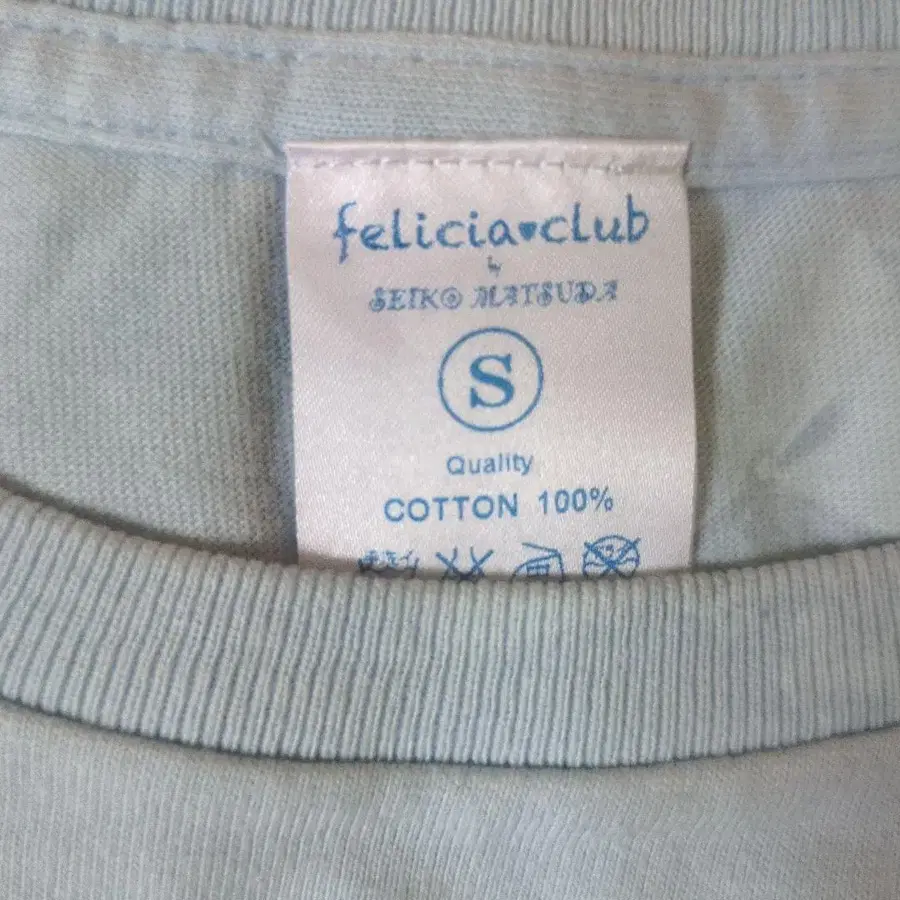 felicia♥club
by
SEIKO MATSUDA
S
Quality
COTTON 100%